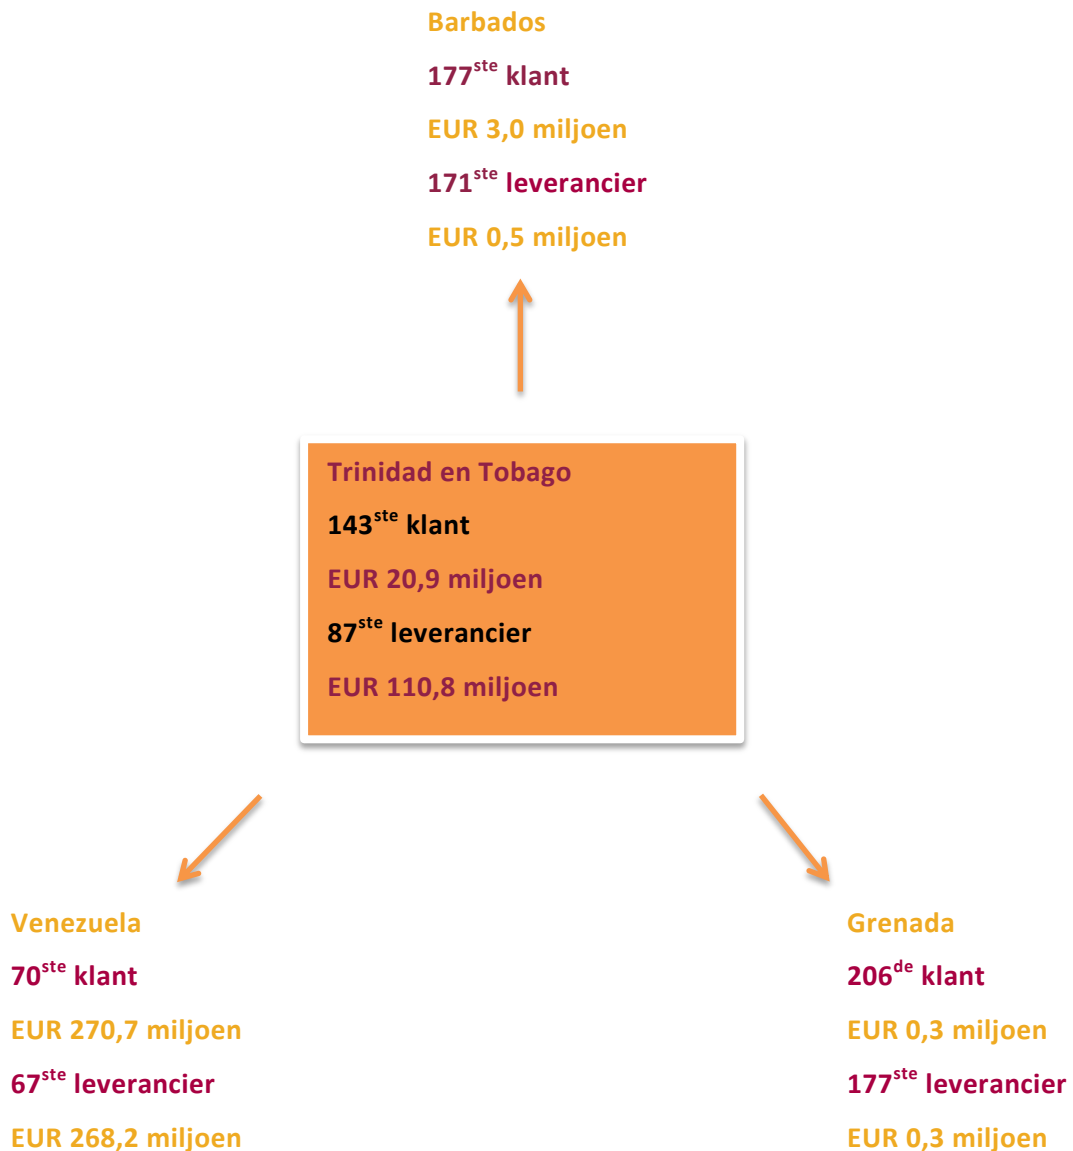 Barbados
177ste klant
EUR 3,0 miljoen
171ste leverancier
EUR 0,5 miljoen
Trinidad en Tobago
143ste klant
EUR 20,9 miljoen
87ste leverancier
EUR 110,8 miljoen
Venezuela
70ste klant
EUR 270,7 miljoen
67ste leverancier
EUR 268,2 miljoen
Grenada
206de klant
EUR 0,3 miljoen
177ste leverancier
EUR 0,3 miljoen